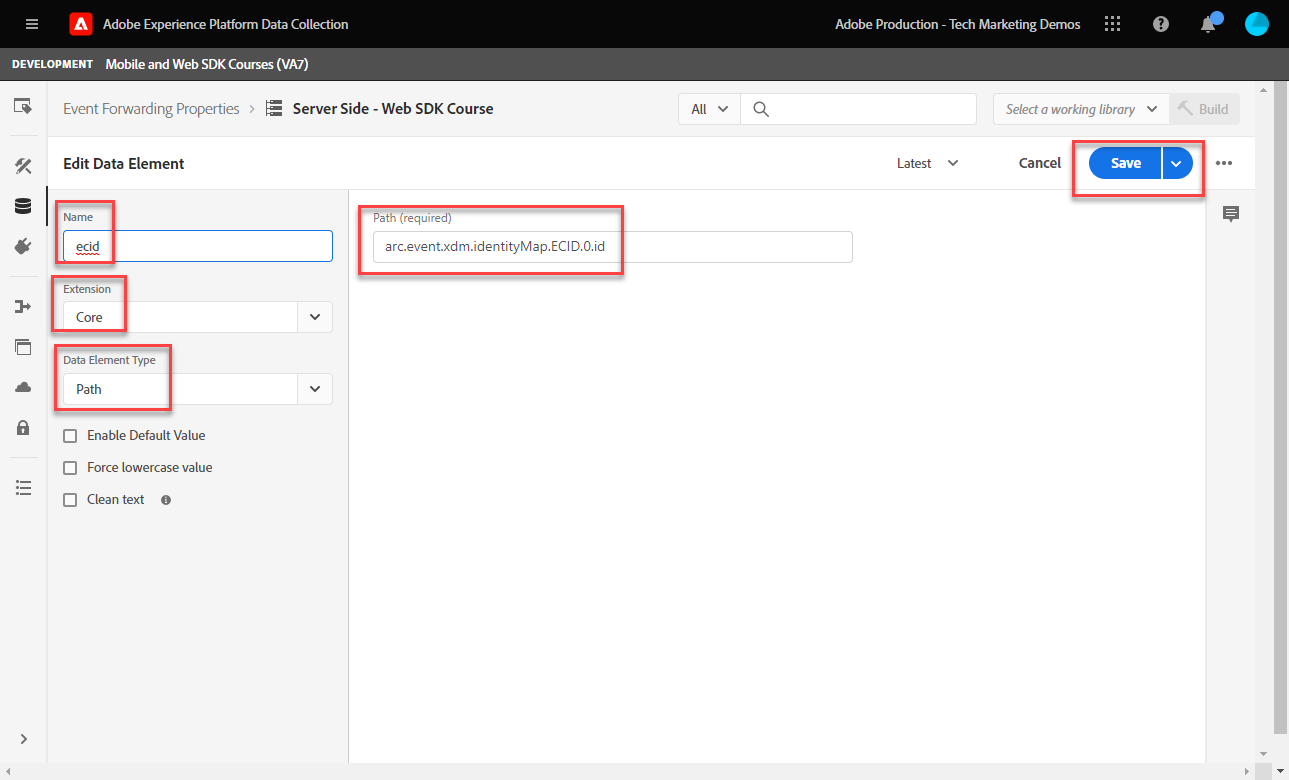 Adobe Experience Platform Data Collection Adobe Production - Tech Marketing Demos
DEVELOPMENT Mobile and Web SDK Courses (VA7)
Event Forwarding Properties Server Side - Web SDK Course All Select a working library Build
Edit Data Element Latest Cancel Save
Name
ecid
Path (required)
arc.event.xdm.identityMap.ECID.0.id
Extension
Core
Data Element Type
Path
Enable Default Value
Force lowercase value
Clean text